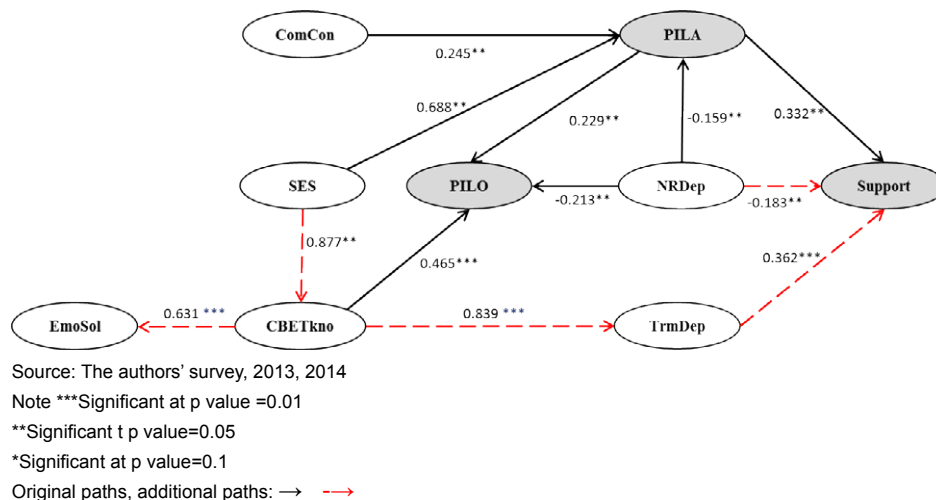 ComCon
PILA
0.245**
0.688**
0.229**
-0.159**
0.332**
SES
PILO
NRDep
Support
-0.213**
-0.183**
0.877**
0.465***
0.362***
EmoSol
0.631 ***
CBETkno
0.839 ***
TrmDep
Source: The authors’ survey, 2013, 2014
Note ***Significant at p value =0.01
**Significant t p value=0.05
*Significant at p value=0.1
Original paths, additional paths: → -→